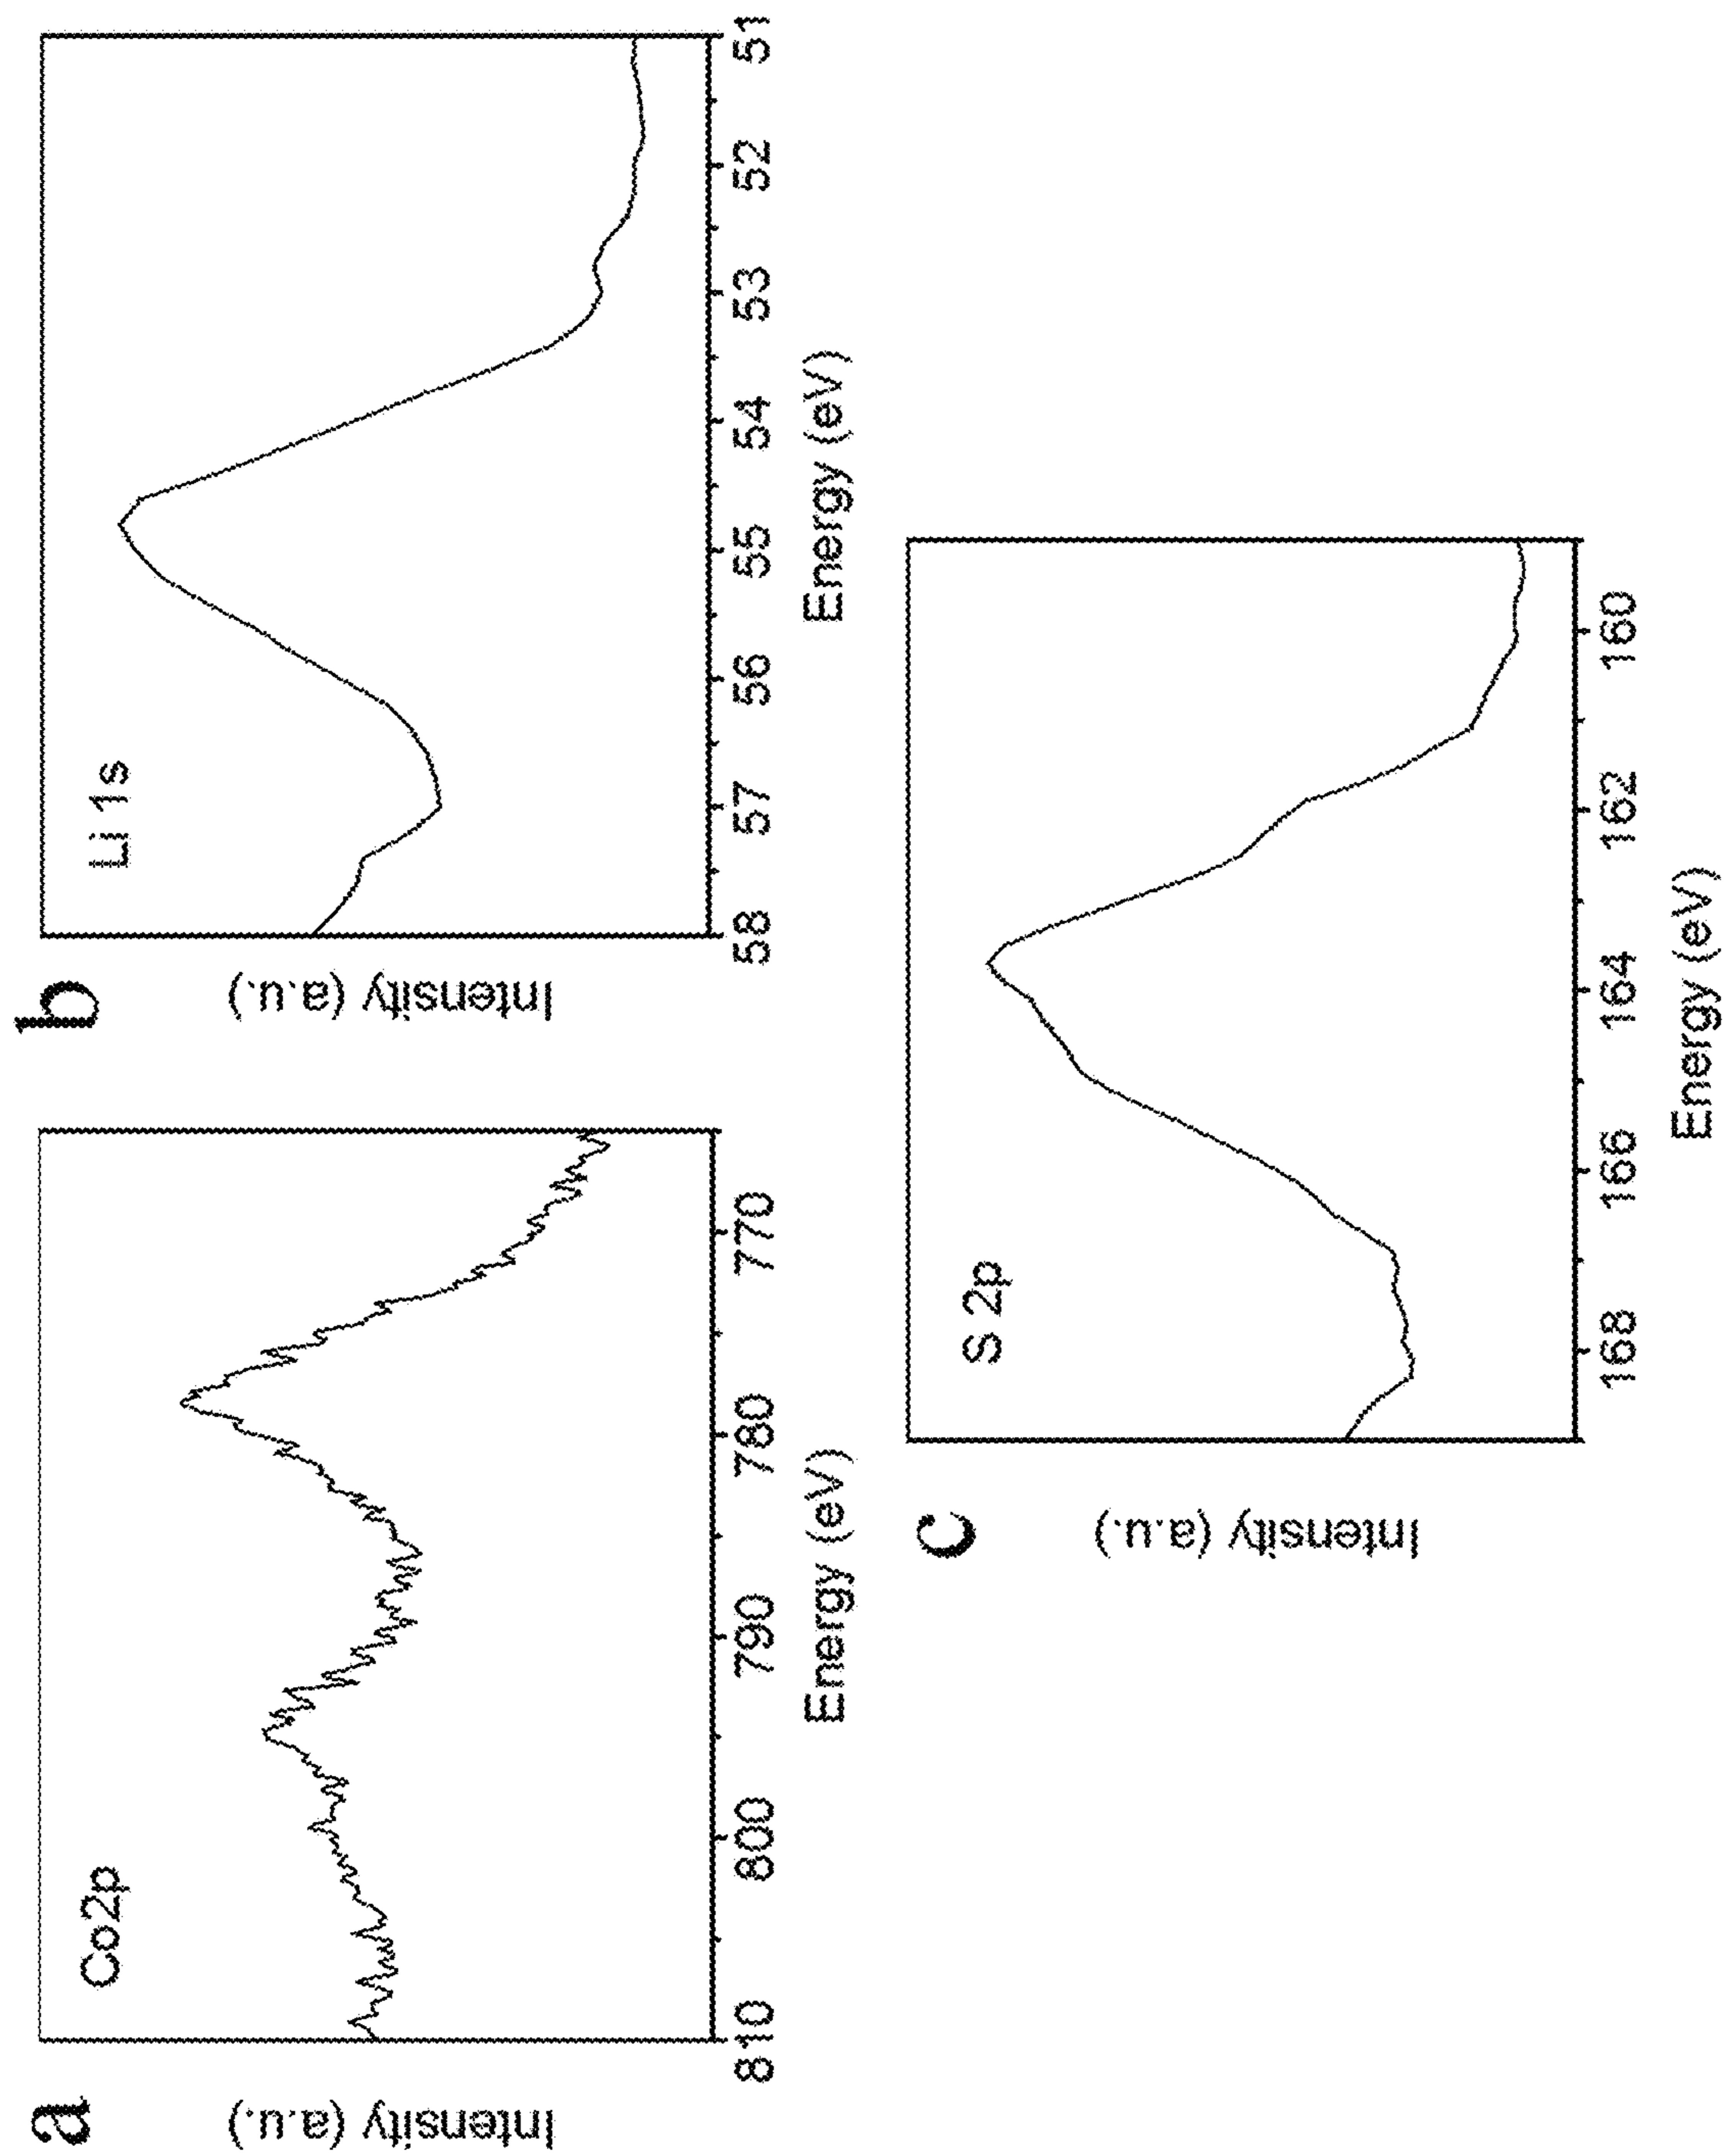 a
Co2p
Intensity (a.u.)
810 800 790 780 770
Energy (eV)
b
Li 1s
Intensity (a.u.)
58 57 56 55 54 53 52 51
Energy (eV)
c
S 2p
Intensity (a.u.)
168 166 164 162 160
Energy (eV)